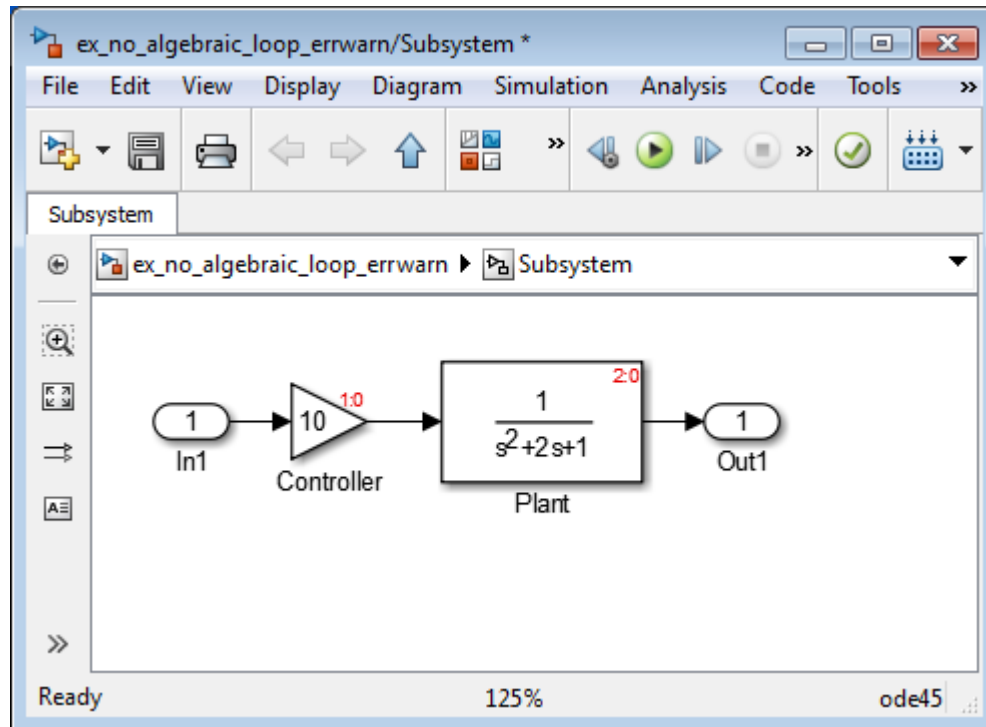 ex_no_algebraic_loop_errwarn/Subsystem *
File Edit View Display Diagram Simulation Analysis Code Tools »
» »
Subsystem
ex_no_algebraic_loop_errwarn Subsystem
1 10 1:0 1 2:0 1
s²+2s+1
In1 Controller Plant Out1
»
Ready 125% ode45